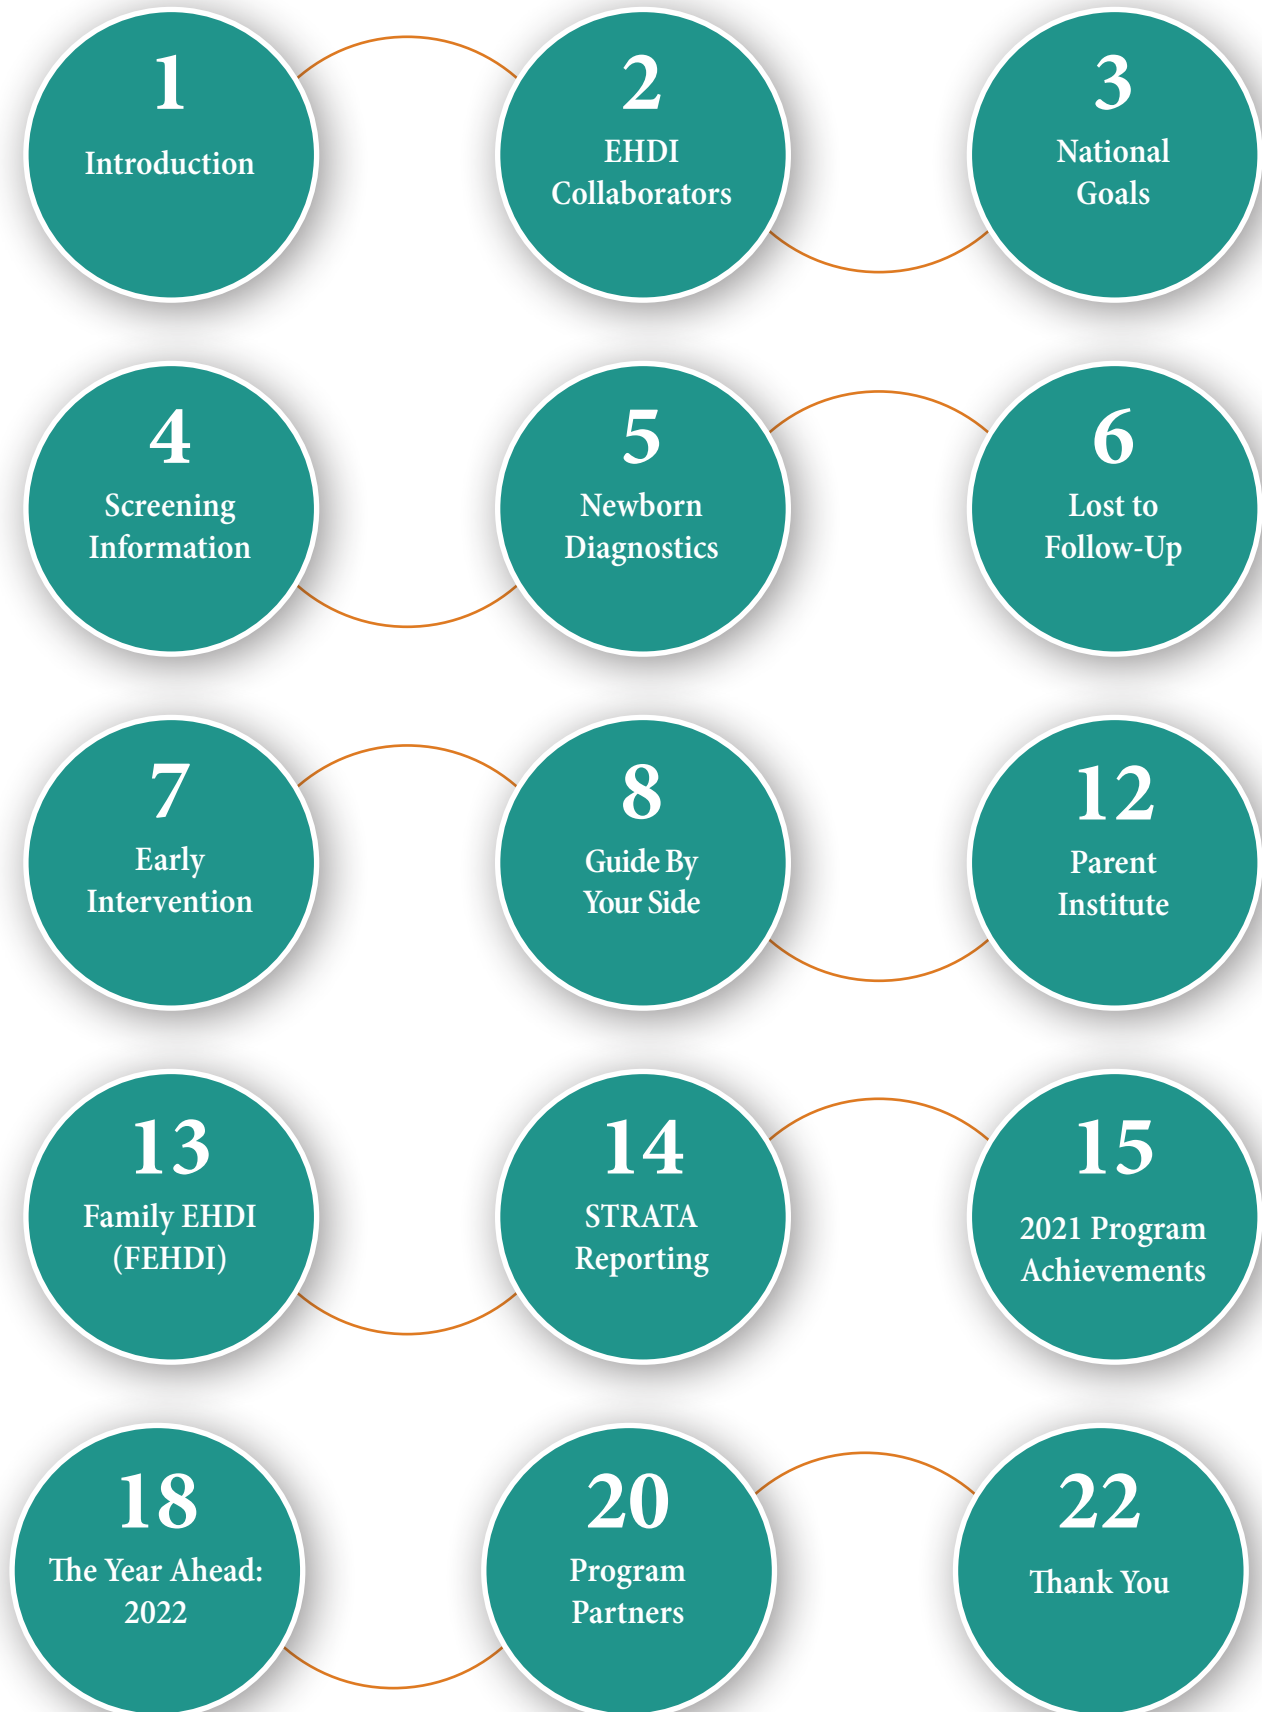 1
Introduction
2
EHDI
Collaborators
3
National
Goals
4
Screening
Information
5
Newborn
Diagnostics
6
Lost to
Follow-Up
7
Early
Intervention
8
Guide By
Your Side
12
Parent
Institute
13
Family EHDI
(FEHDI)
14
STRATA
Reporting
15
2021 Program
Achievements
18
The Year Ahead:
2022
20
Program
Partners
22
Thank You